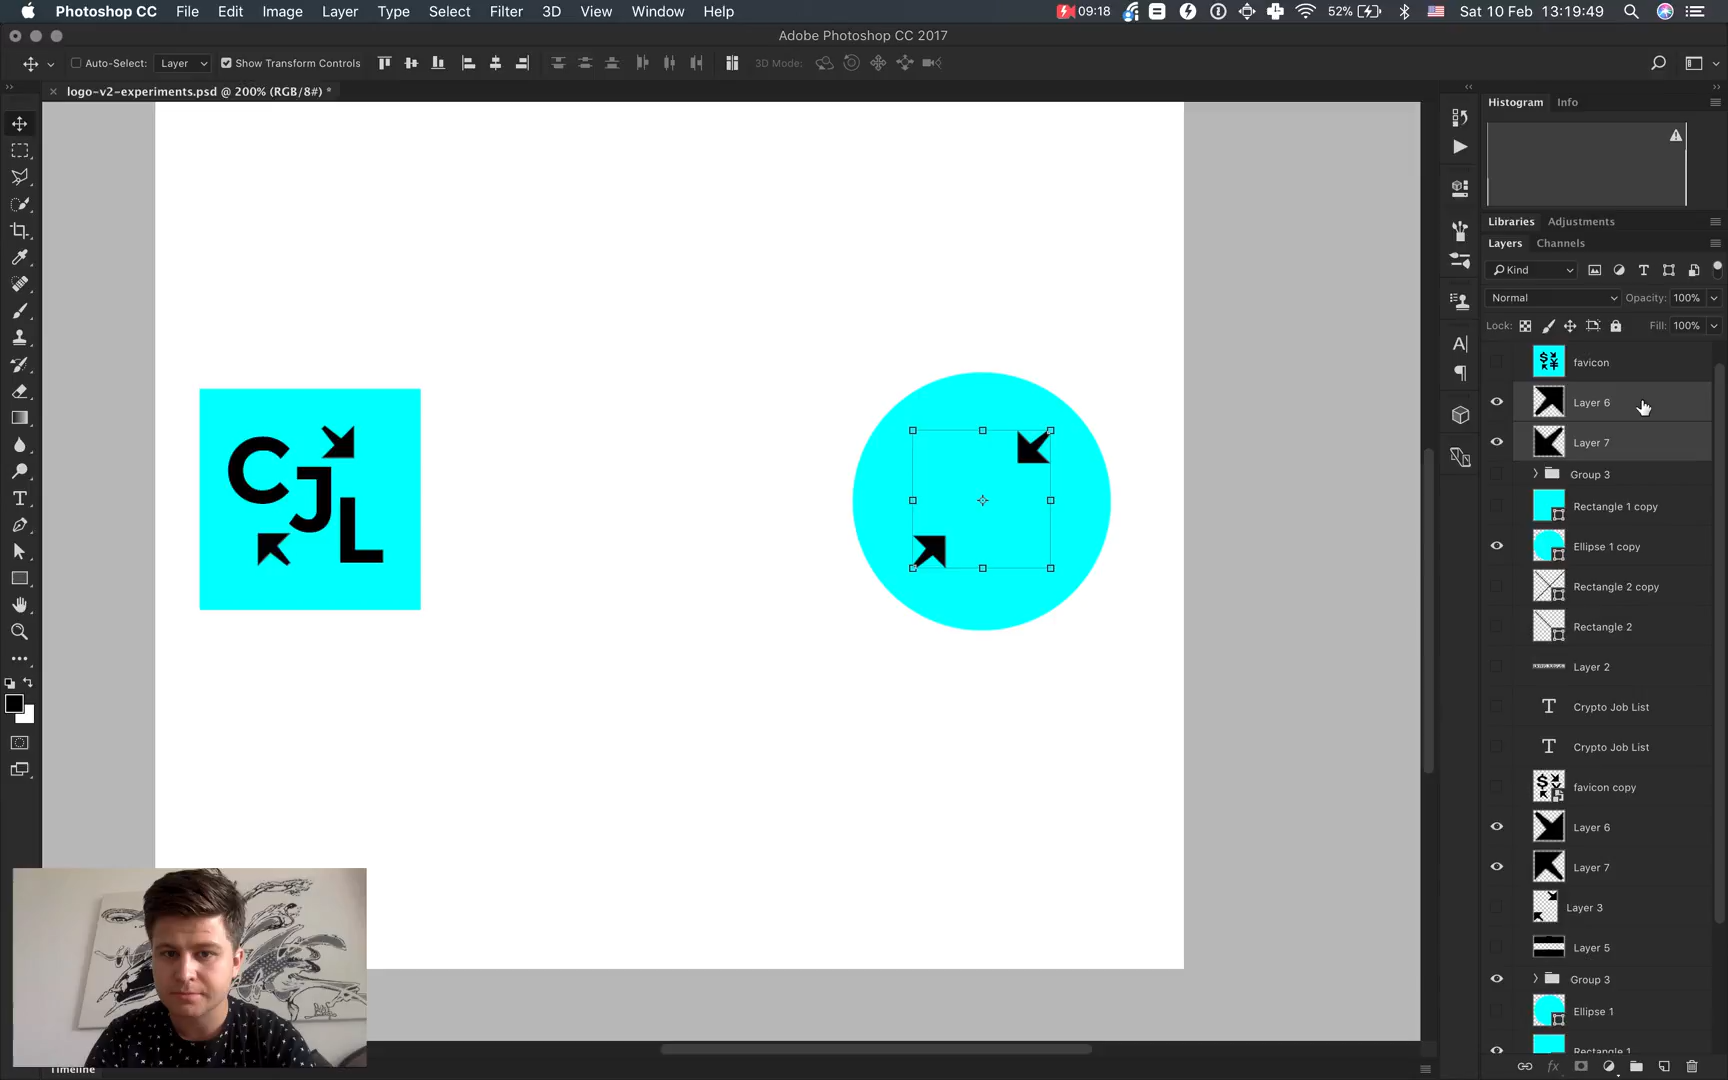 Photoshop CC File Edit Image Layer Type Select Filter 3D View Window Help 09:18 52% Sat 10 Feb 13:19:49
Adobe Photoshop CC 2017
Auto-Select: Layer Show Transform Controls 3D Mode:
logo-v2-experiments.psd @ 200% (RGB/8#) *
Histogram Info
Libraries Adjustments
Layers Channels
Kind
Normal Opacity: 100%
Lock: Fill: 100%
favicon
Layer 6
Layer 7
Group 3
Rectangle 1 copy
Ellipse 1 copy
Rectangle 2 copy
Rectangle 2
Layer 2
Crypto Job List
Crypto Job List
favicon copy
Layer 6
Layer 7
Layer 3
Layer 5
Group 3
Ellipse 1
Rectangle 1
CJL
Timeline